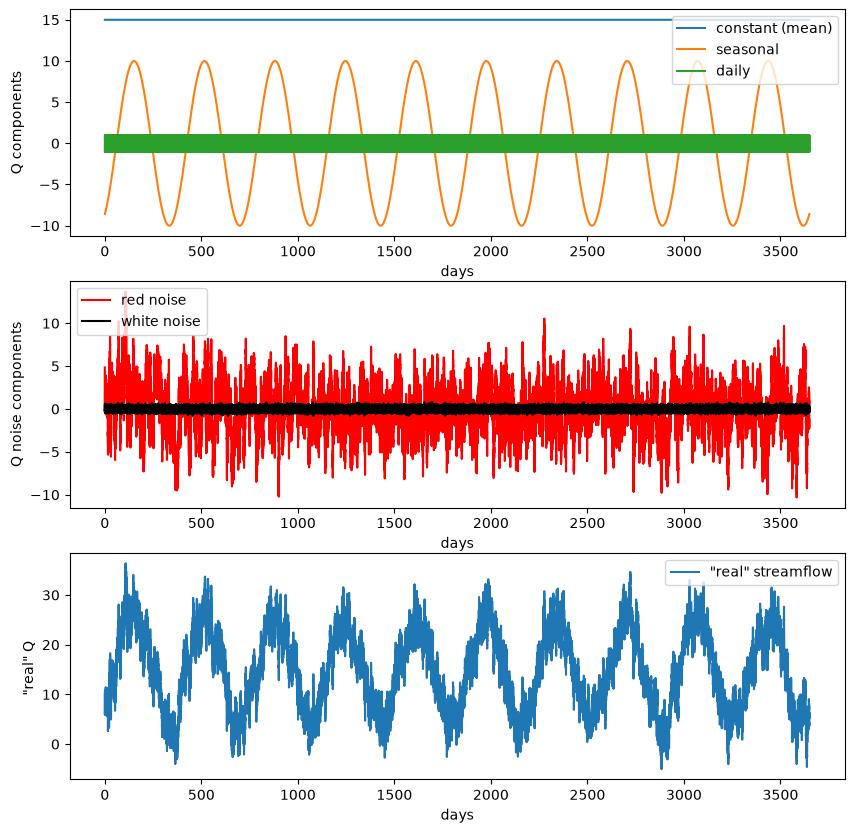 15
10
5
0
−5
−10
Q components
constant (mean)
seasonal
daily
0 500 1000 1500 2000 2500 3000 3500
days
10
5
0
−5
−10
Q noise components
red noise
white noise
0 500 1000 1500 2000 2500 3000 3500
days
30
20
10
0
"real" Q
"real" streamflow
0 500 1000 1500 2000 2500 3000 3500
days